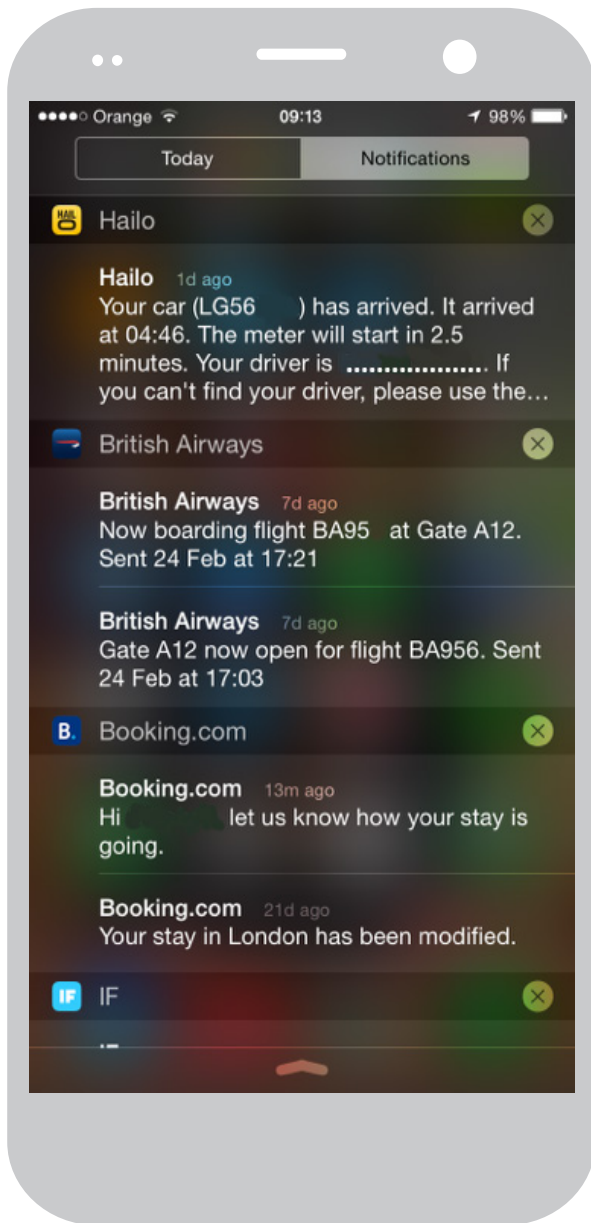 Orange 09:13 98%
Today Notifications
HAILO
Hailo
Hailo 1d ago
Your car (LG56 ) has arrived. It arrived
at 04:46. The meter will start in 2.5
minutes. Your driver is ................... If
you can't find your driver, please use the...
British Airways
British Airways 7d ago
Now boarding flight BA95 at Gate A12.
Sent 24 Feb at 17:21
British Airways 7d ago
Gate A12 now open for flight BA956. Sent
24 Feb at 17:03
B. Booking.com
Booking.com 13m ago
Hi let us know how your stay is
going.
Booking.com 21d ago
Your stay in London has been modified.
IF IF